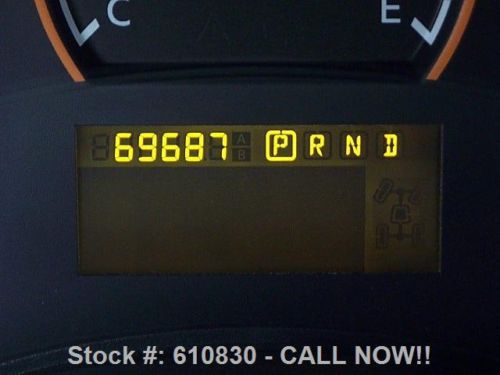 C E
69687 A P R N D
B
Stock #: 610830 - CALL NOW!!